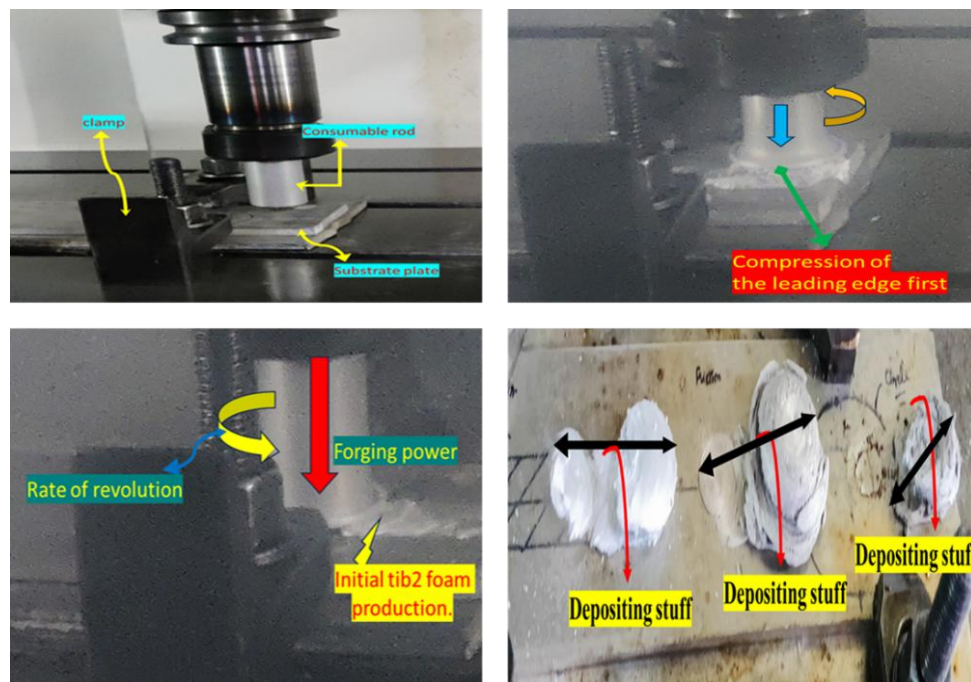 clamp
Consumable rod
Substrate plate
Compression of
the leading edge first
Forging power
Rate of revolution
Initial tib2 foam
production.
Depositing stuff
Depositing stuff
Depositing stuf